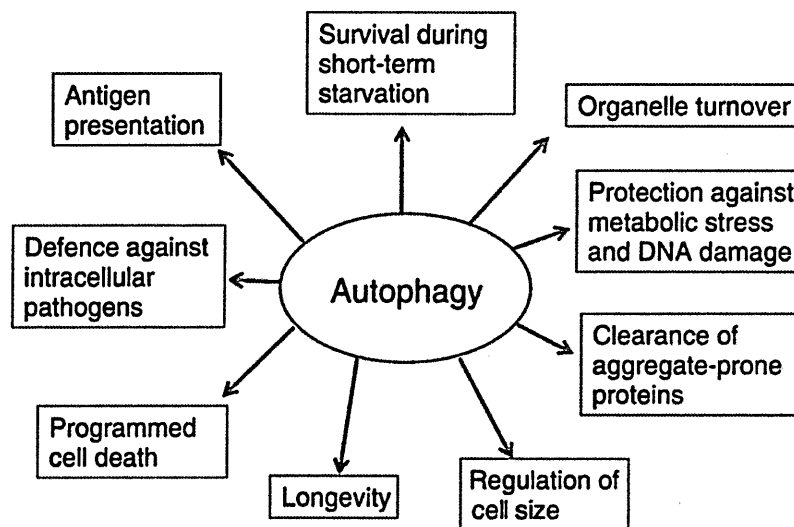 Survival during
short-term
starvation
Antigen
presentation
Organelle turnover
Protection against
metabolic stress
and DNA damage
Defence against
intracellular
pathogens
Autophagy
Clearance of
aggregate-prone
proteins
Programmed
cell death
Longevity
Regulation of
cell size